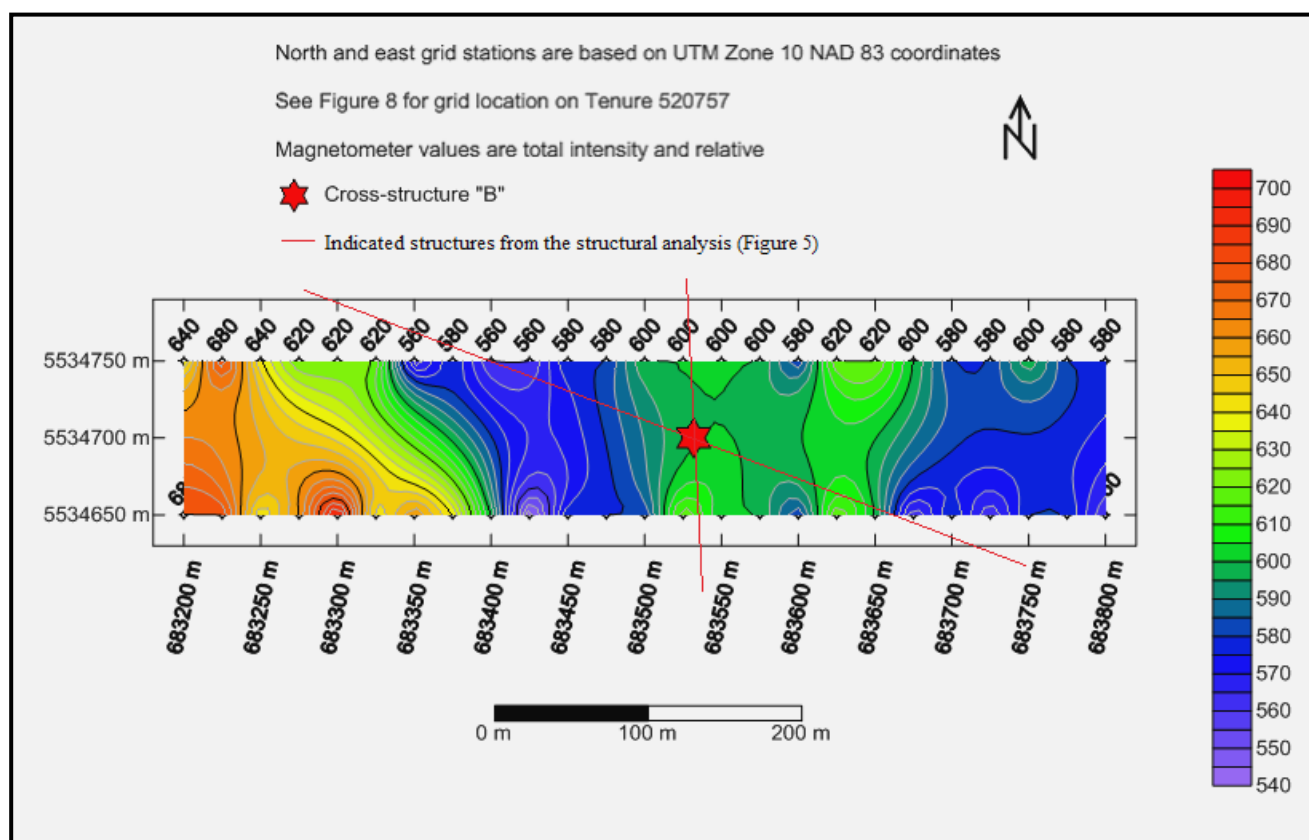 North and east grid stations are based on UTM Zone 10 NAD 83 coordinates
See Figure 8 for grid location on Tenure 520757
Magnetometer values are total intensity and relative
N
Cross-structure "B"
Indicated structures from the structural analysis (Figure 5)
640 680 640 620 620 620 560 580 560 560 580 580 600 600 600 600 580 620 620 580 580 580 600 580 580
5534750 m
5534700 m
5534650 m
683200 m 683250 m 683300 m 683350 m 683400 m 683450 m 683500 m 683550 m 683600 m 683650 m 683700 m 683750 m 683800 m
0 m 100 m 200 m
700
690
680
670
660
650
640
630
620
610
600
590
580
570
560
550
540